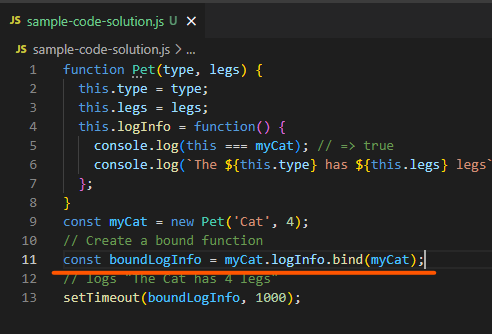 JS sample-code-solution.js U ×
JS sample-code-solution.js > ...
1 function Pet(type, legs) {
2 this.type = type;
3 this.legs = legs;
4 this.logInfo = function() {
5 console.log(this === myCat); // => true
6 console.log(`The ${this.type} has ${this.legs} legs`
7 };
8 }
9 const myCat = new Pet('Cat', 4);
10 // Create a bound function
11 const boundLogInfo = myCat.logInfo.bind(myCat);
12 // logs "The Cat has 4 legs"
13 setTimeout(boundLogInfo, 1000);